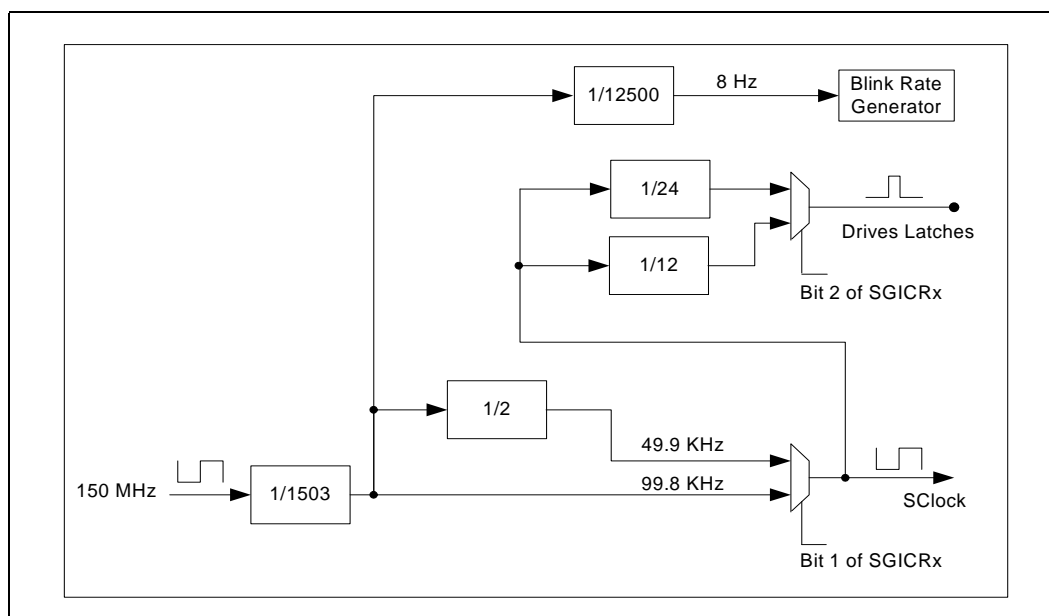 1/12500
8 Hz
Blink Rate
Generator
1/24
Drives Latches
1/12
Bit 2 of SGICRx
1/2
49.9 KHz
150 MHz
1/1503
99.8 KHz
SClock
Bit 1 of SGICRx